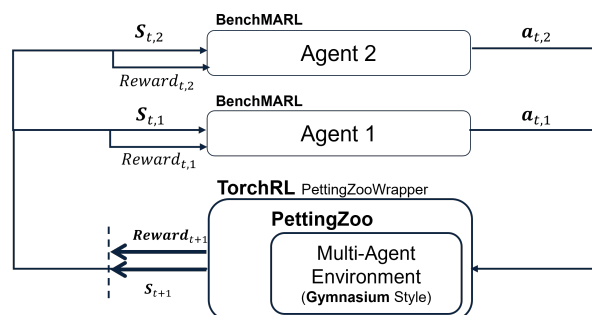 BenchMARL
S_{t,2}
Agent 2
a_{t,2}
Reward_{t,2}
BenchMARL
S_{t,1}
Agent 1
a_{t,1}
Reward_{t,1}
TorchRL PettingZooWrapper
PettingZoo
Reward_{t+1}
Multi-Agent
Environment
(Gymnasium Style)
S_{t+1}